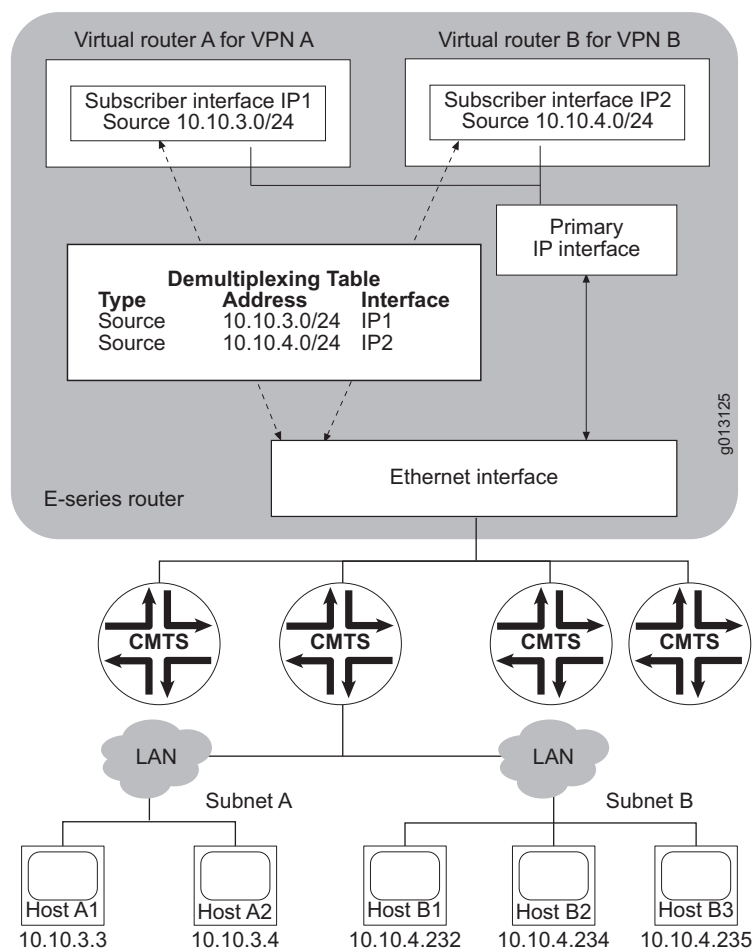 Virtual router A for VPN A
Virtual router B for VPN B
Subscriber interface IP1
Source 10.10.3.0/24
Subscriber interface IP2
Source 10.10.4.0/24
Primary
IP interface
Demultiplexing Table
Type Address Interface
Source 10.10.3.0/24 IP1
Source 10.10.4.0/24 IP2
g013125
Ethernet interface
E-series router
CMTS
CMTS
CMTS
CMTS
LAN
LAN
Subnet A
Subnet B
Host A1
Host A2
Host B1
Host B2
Host B3
10.10.3.3
10.10.3.4
10.10.4.232
10.10.4.234
10.10.4.235